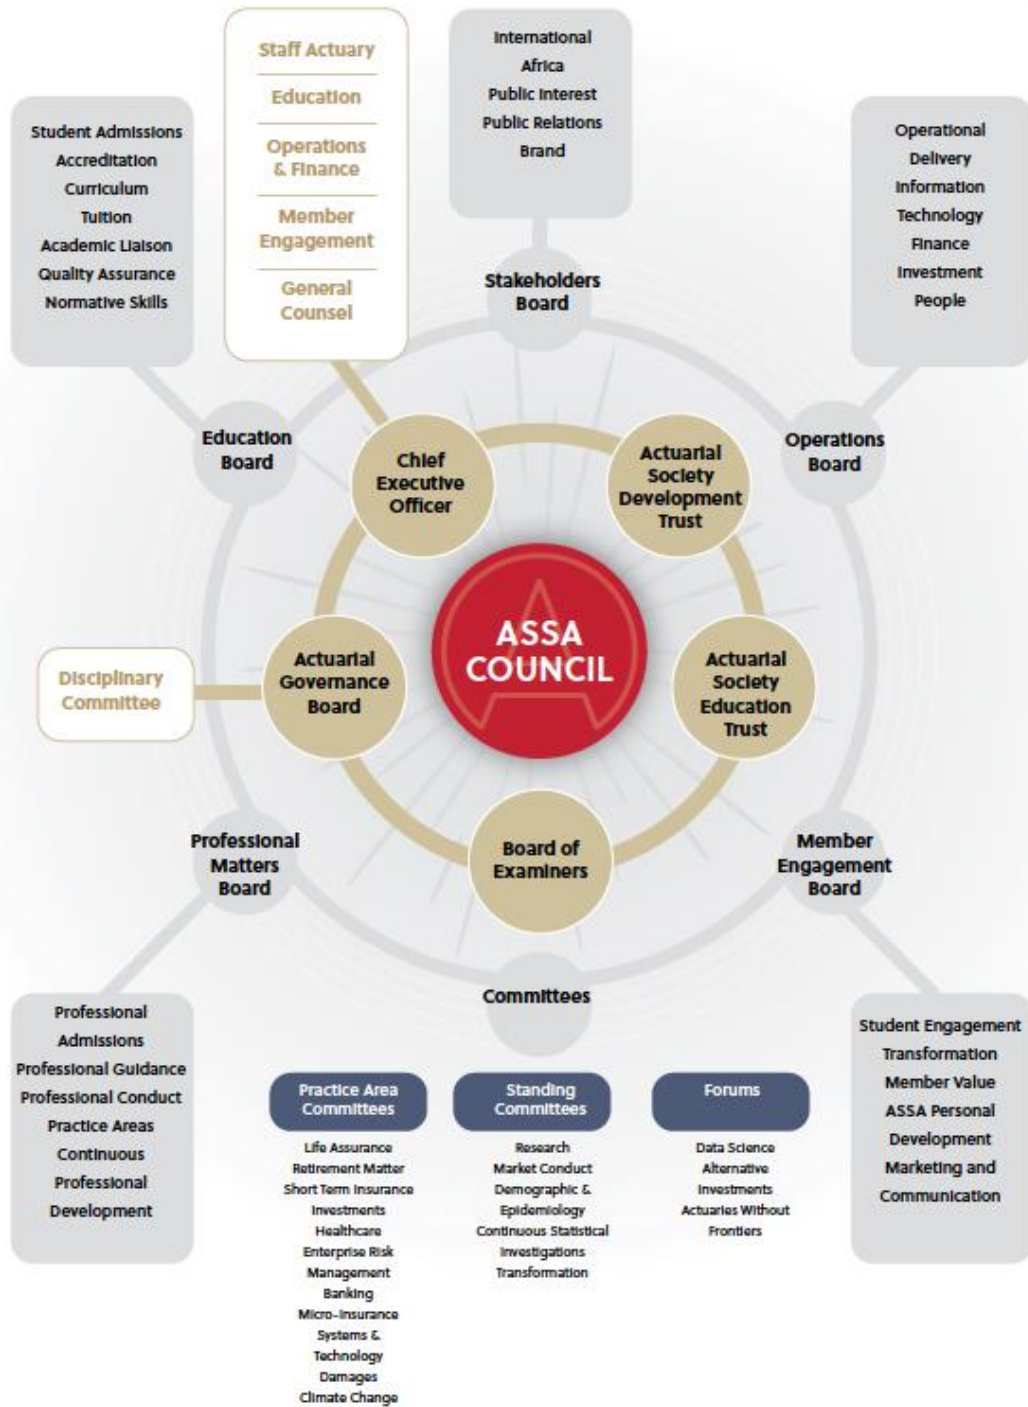 Staff Actuary
Education
Operations
& Finance
Member
Engagement
General
Counsel
International
Africa
Public Interest
Public Relations
Brand
Student Admissions
Accreditation
Curriculum
Tuition
Academic Liaison
Quality Assurance
Normative Skills
Operational
Delivery
Information
Technology
Finance
Investment
People
Stakeholders
Board
Education
Board
Operations
Board
Chief
Executive
Officer
Actuarial
Society
Development
Trust
ASSA
COUNCIL
Actuarial
Governance
Board
Actuarial
Society
Education
Trust
Disciplinary
Committee
Board of
Examiners
Professional
Matters
Board
Member
Engagement
Board
Committees
Professional
Admissions
Professional Guidance
Professional Conduct
Practice Areas
Continuous
Professional
Development
Practice Area
Committees
Life Assurance
Retirement Matter
Short Term Insurance
Investments
Healthcare
Enterprise Risk
Management
Banking
Micro-Insurance
Systems &
Technology
Damages
Climate Change
Standing
Committees
Research
Market Conduct
Demographic &
Epidemiology
Continuous Statistical
Investigations
Transformation
Forums
Data Science
Alternative
Investments
Actuaries Without
Frontiers
Student Engagement
Transformation
Member Value
ASSA Personal
Development
Marketing and
Communication